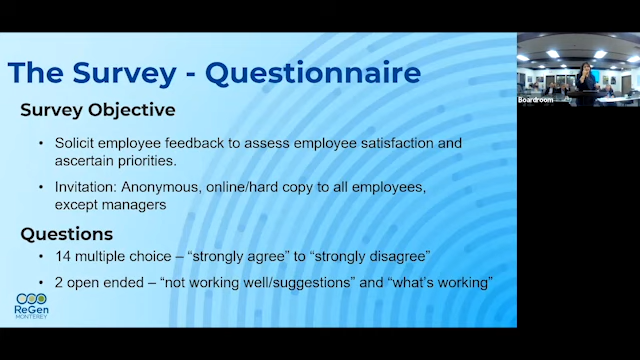 The Survey - Questionnaire
Survey Objective
• Solicit employee feedback to assess employee satisfaction and
ascertain priorities.
• Invitation: Anonymous, online/hard copy to all employees,
except managers
Questions
• 14 multiple choice – “strongly agree” to “strongly disagree”
• 2 open ended – “not working well/suggestions” and “what’s working”
ReGen
MONTEREY
Boardroom